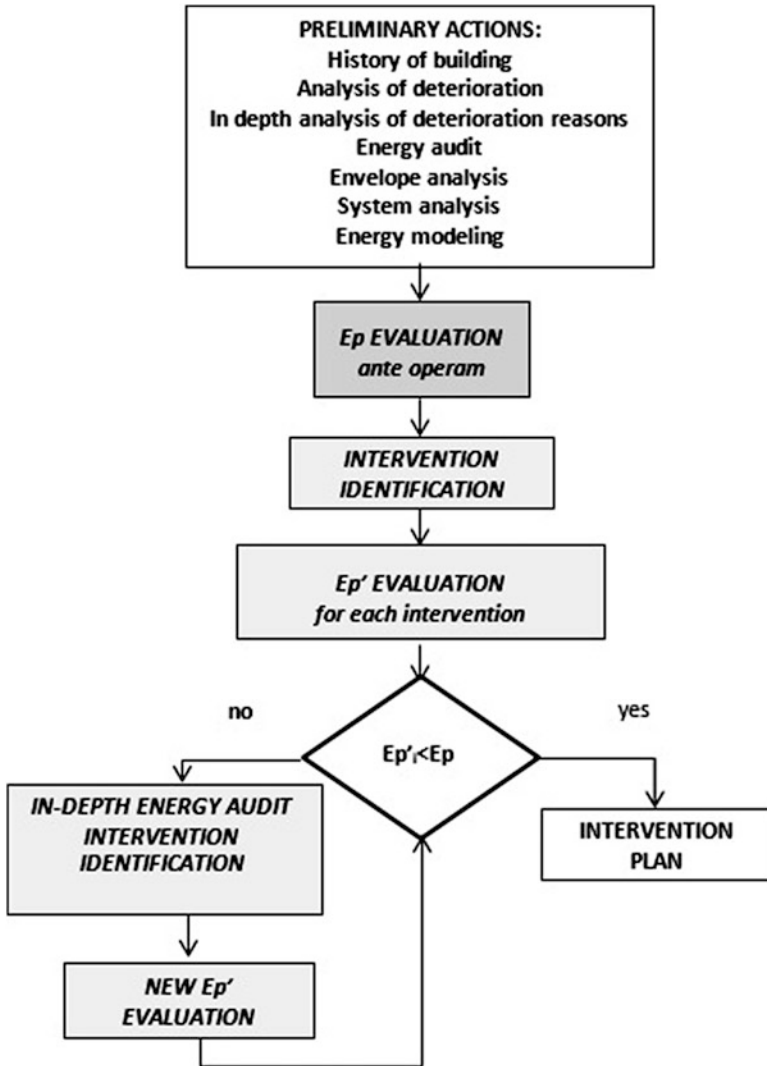 PRELIMINARY ACTIONS:
History of building
Analysis of deterioration
In depth analysis of deterioration reasons
Energy audit
Envelope analysis
System analysis
Energy modeling
Ep EVALUATION
ante operam
INTERVENTION
IDENTIFICATION
Ep' EVALUATION
for each intervention
no
yes
Ep'ᵢ<Ep
IN-DEPTH ENERGY AUDIT
INTERVENTION
IDENTIFICATION
INTERVENTION
PLAN
NEW Ep'
EVALUATION